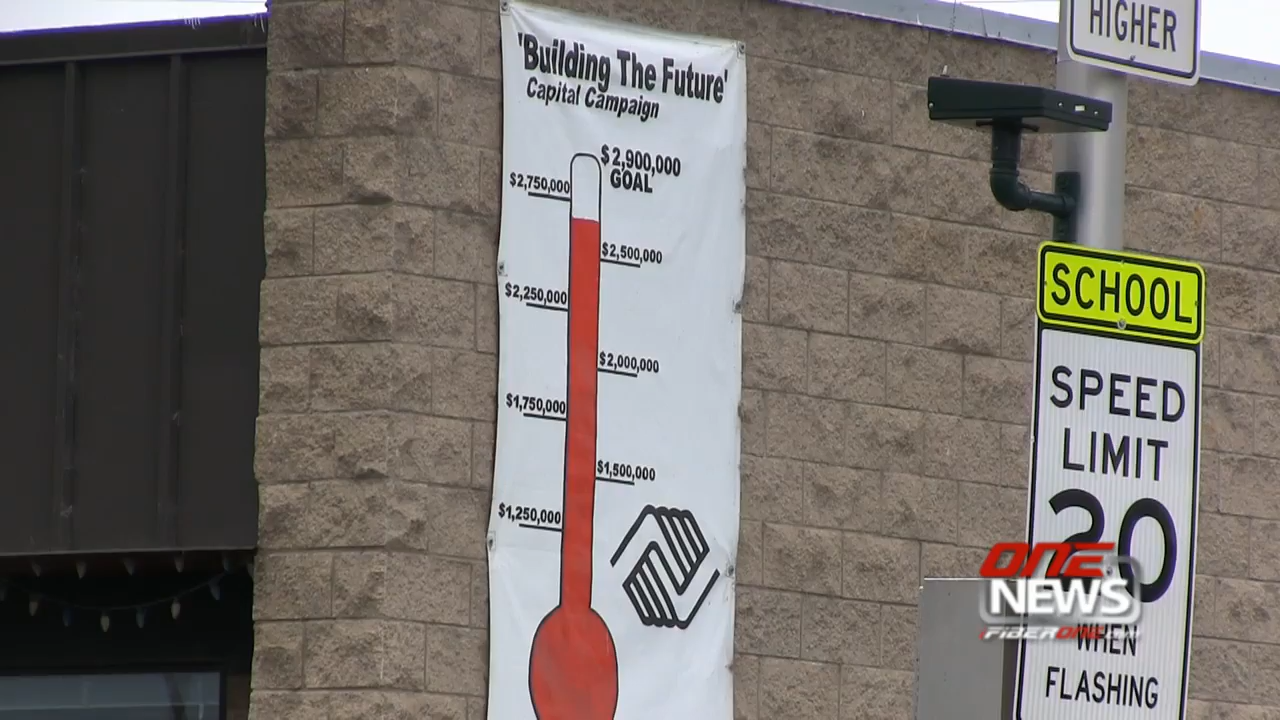 'Building The Future'
Capital Campaign
$2,900,000
GOAL
$2,750,000
$2,500,000
$2,250,000
$2,000,000
$1,750,000
$1,500,000
$1,250,000
HIGHER
SCHOOL
SPEED
LIMIT
20
WHEN
FLASHING
ONE
NEWS
FIBERONE